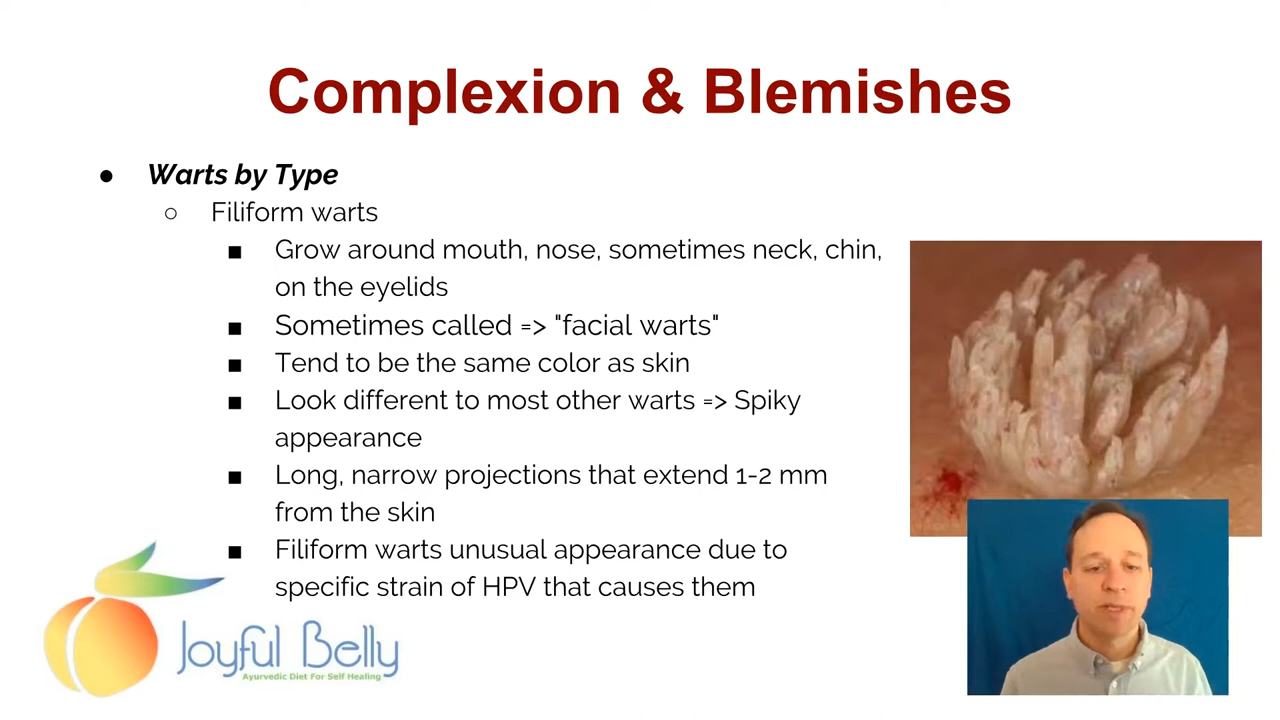 Complexion & Blemishes
● Warts by Type
○ Filiform warts
■ Grow around mouth, nose, sometimes neck, chin,
on the eyelids
■ Sometimes called => "facial warts"
■ Tend to be the same color as skin
■ Look different to most other warts => Spiky
appearance
■ Long, narrow projections that extend 1-2 mm
from the skin
■ Filiform warts unusual appearance due to
specific strain of HPV that causes them
Joyful Belly
Ayurvedic Diet For Self Healing